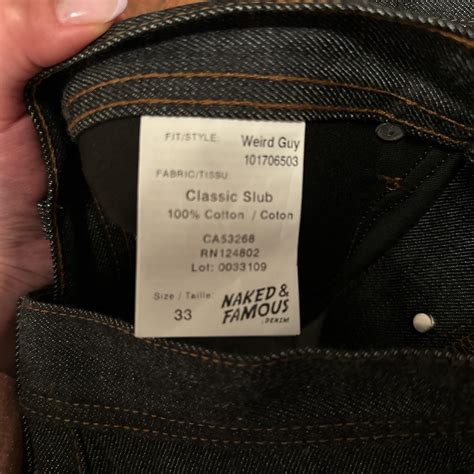 FIT/STYLE: Weird Guy
101706503
FABRIC/TISSU
Classic Slub
100% Cotton / Coton
CA53268
RN124802
Lot: 0033109
Size / Taille:
33
NAKED &
FAMOUS
DENIM